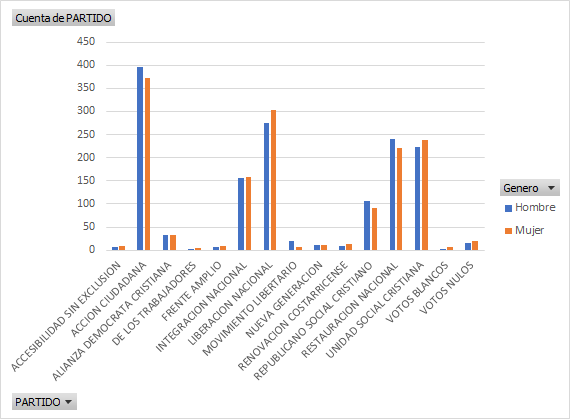 Cuenta de PARTIDO
450
400
350
300
250
200
150
100
50
0
ACCESIBILIDAD SIN EXCLUSION
ACCION CIUDADANA
ALIANZA DEMOCRATA CRISTIANA
DE LOS TRABAJADORES
FRENTE AMPLIO
INTEGRACION NACIONAL
LIBERACION NACIONAL
MOVIMIENTO LIBERTARIO
NUEVA GENERACION
RENOVACION COSTARRICENSE
REPUBLICANO SOCIAL CRISTIANO
RESTAURACION NACIONAL
UNIDAD SOCIAL CRISTIANA
VOTOS BLANCOS
VOTOS NULOS
Genero
Hombre
Mujer
PARTIDO